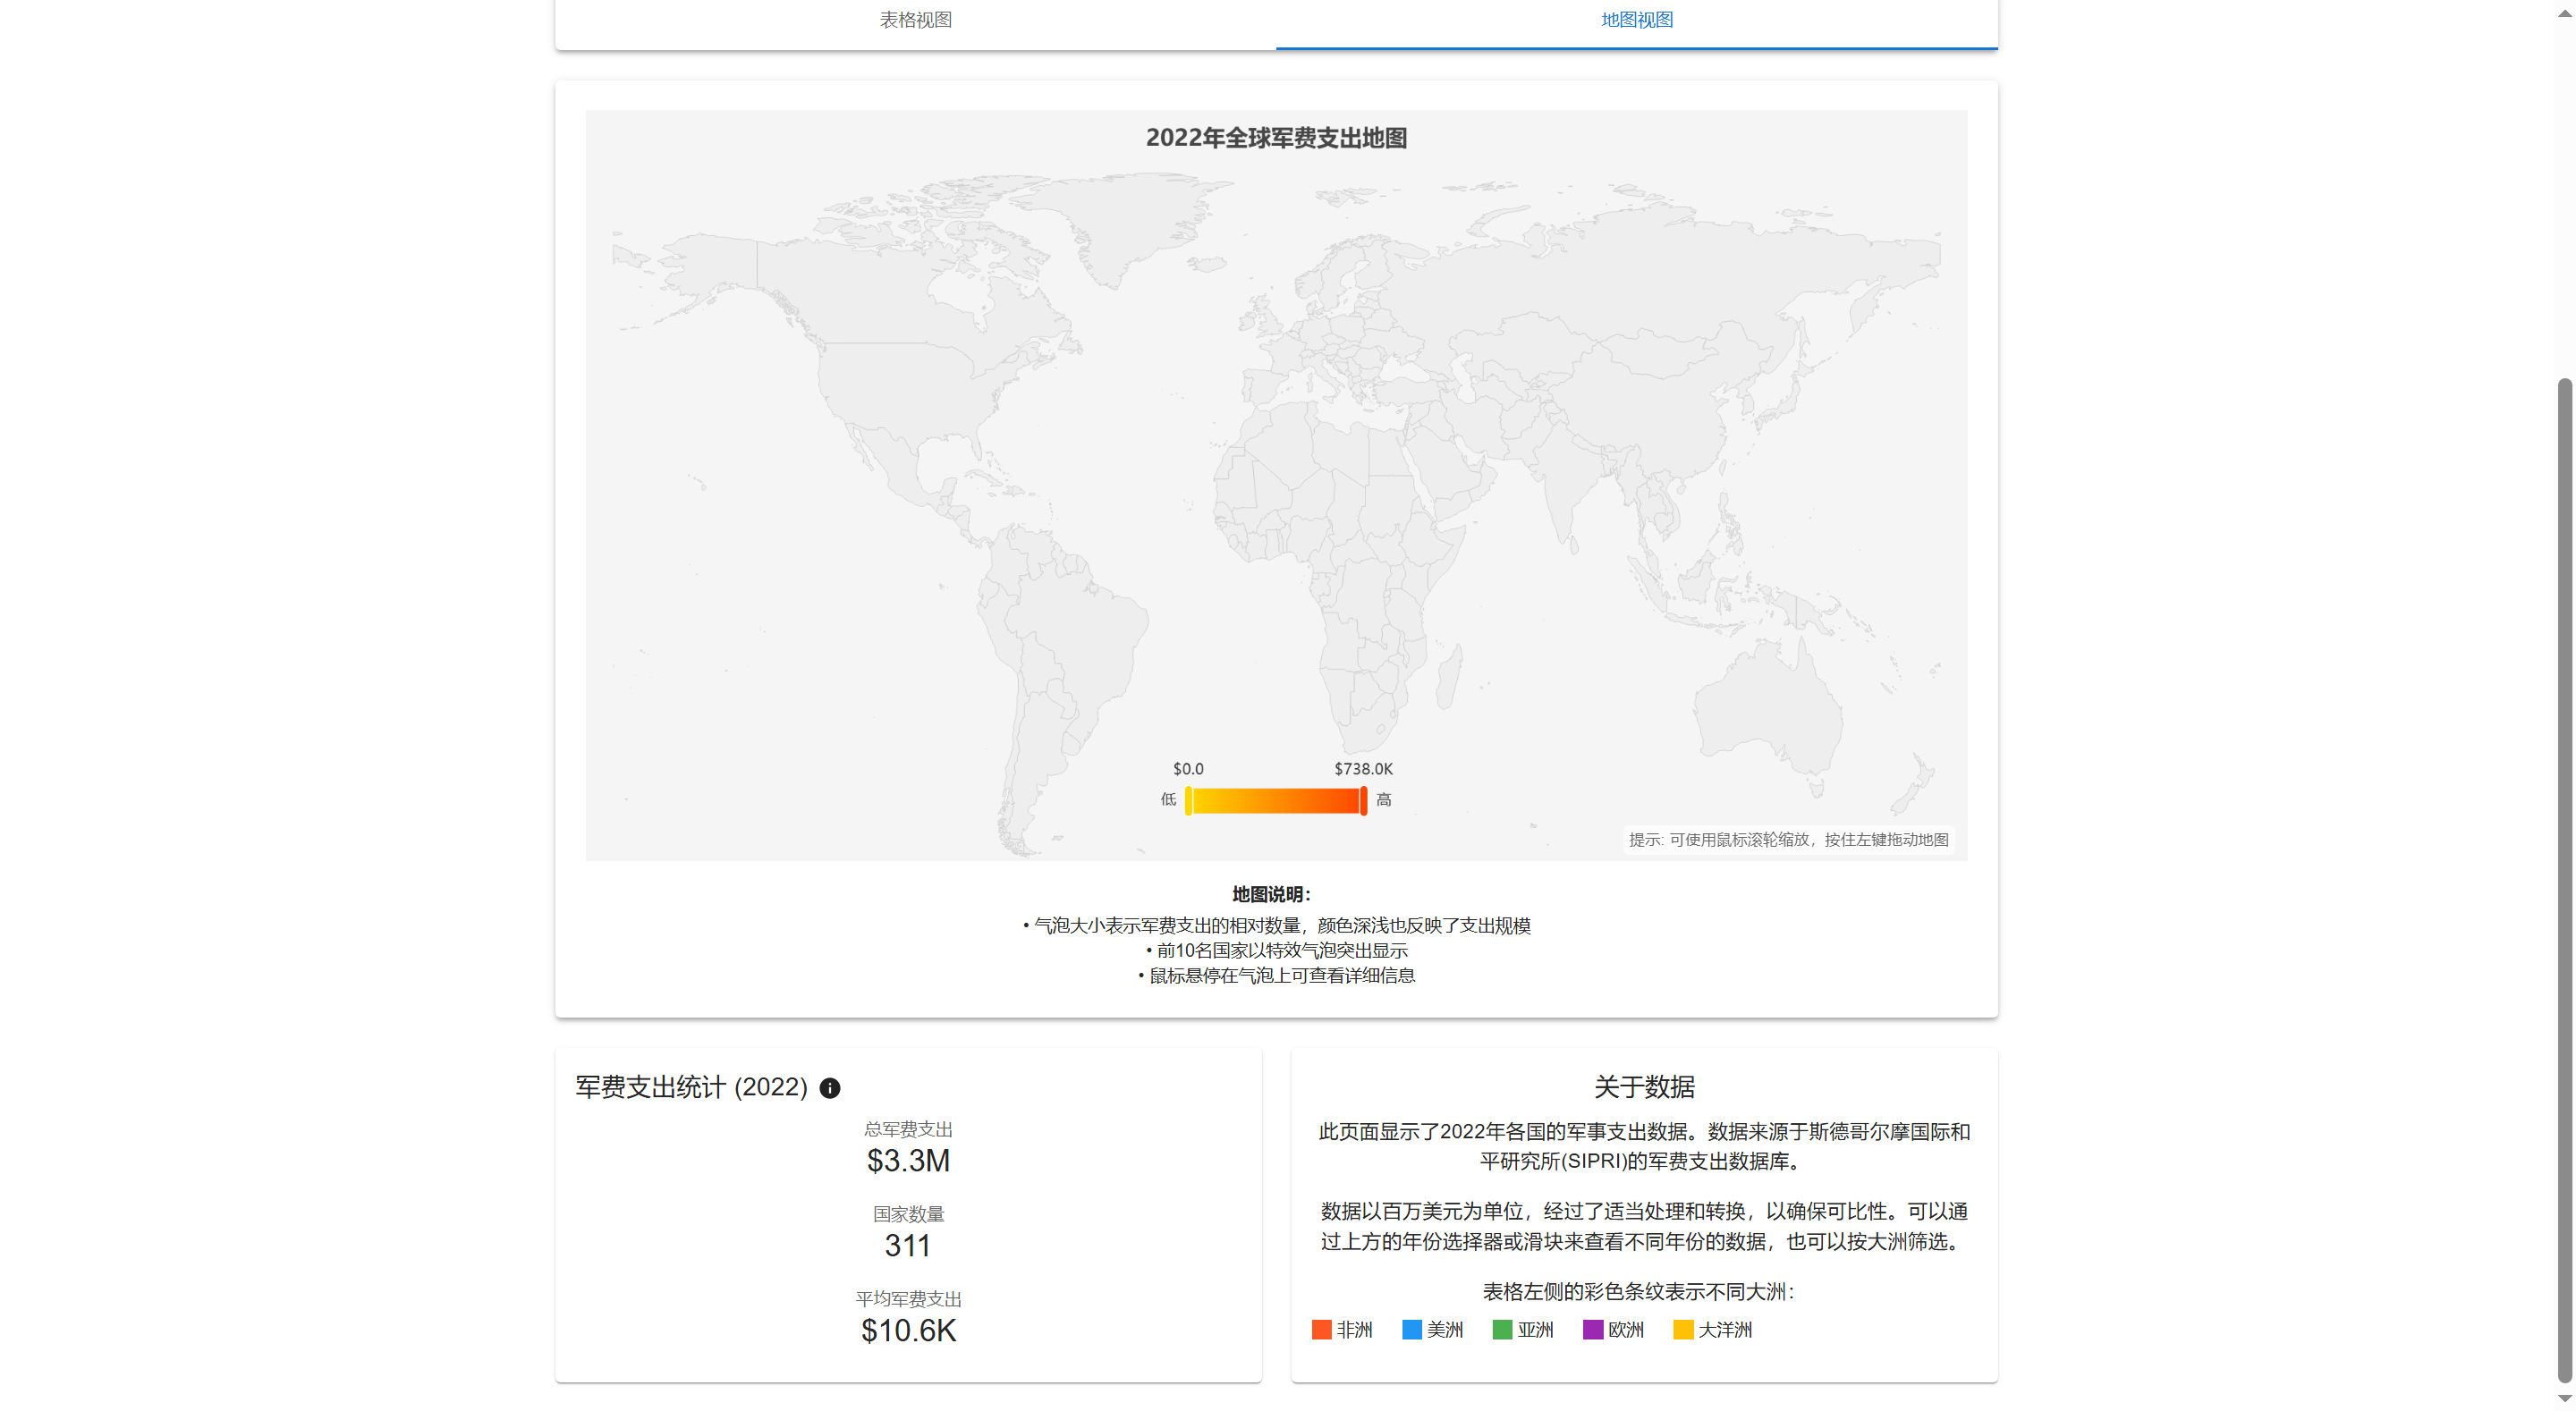 表格视图
地图视图
2022年全球军费支出地图
$0.0
$738.0K
低
高
提示: 可使用鼠标滚轮缩放，按住左键拖动地图
地图说明：
• 气泡大小表示军费支出的相对数量，颜色深浅也反映了支出规模
• 前10名国家以特效气泡突出显示
• 鼠标悬停在气泡上可查看详细信息
军费支出统计 (2022)
总军费支出
$3.3M
国家数量
311
平均军费支出
$10.6K
关于数据
此页面显示了2022年各国的军事支出数据。数据来源于斯德哥尔摩国际和
平研究所(SIPRI)的军费支出数据库。
数据以百万美元为单位，经过了适当处理和转换，以确保可比性。可以通
过上方的年份选择器或滑块来查看不同年份的数据，也可以按大洲筛选。
表格左侧的彩色条纹表示不同大洲：
非洲
美洲
亚洲
欧洲
大洋洲